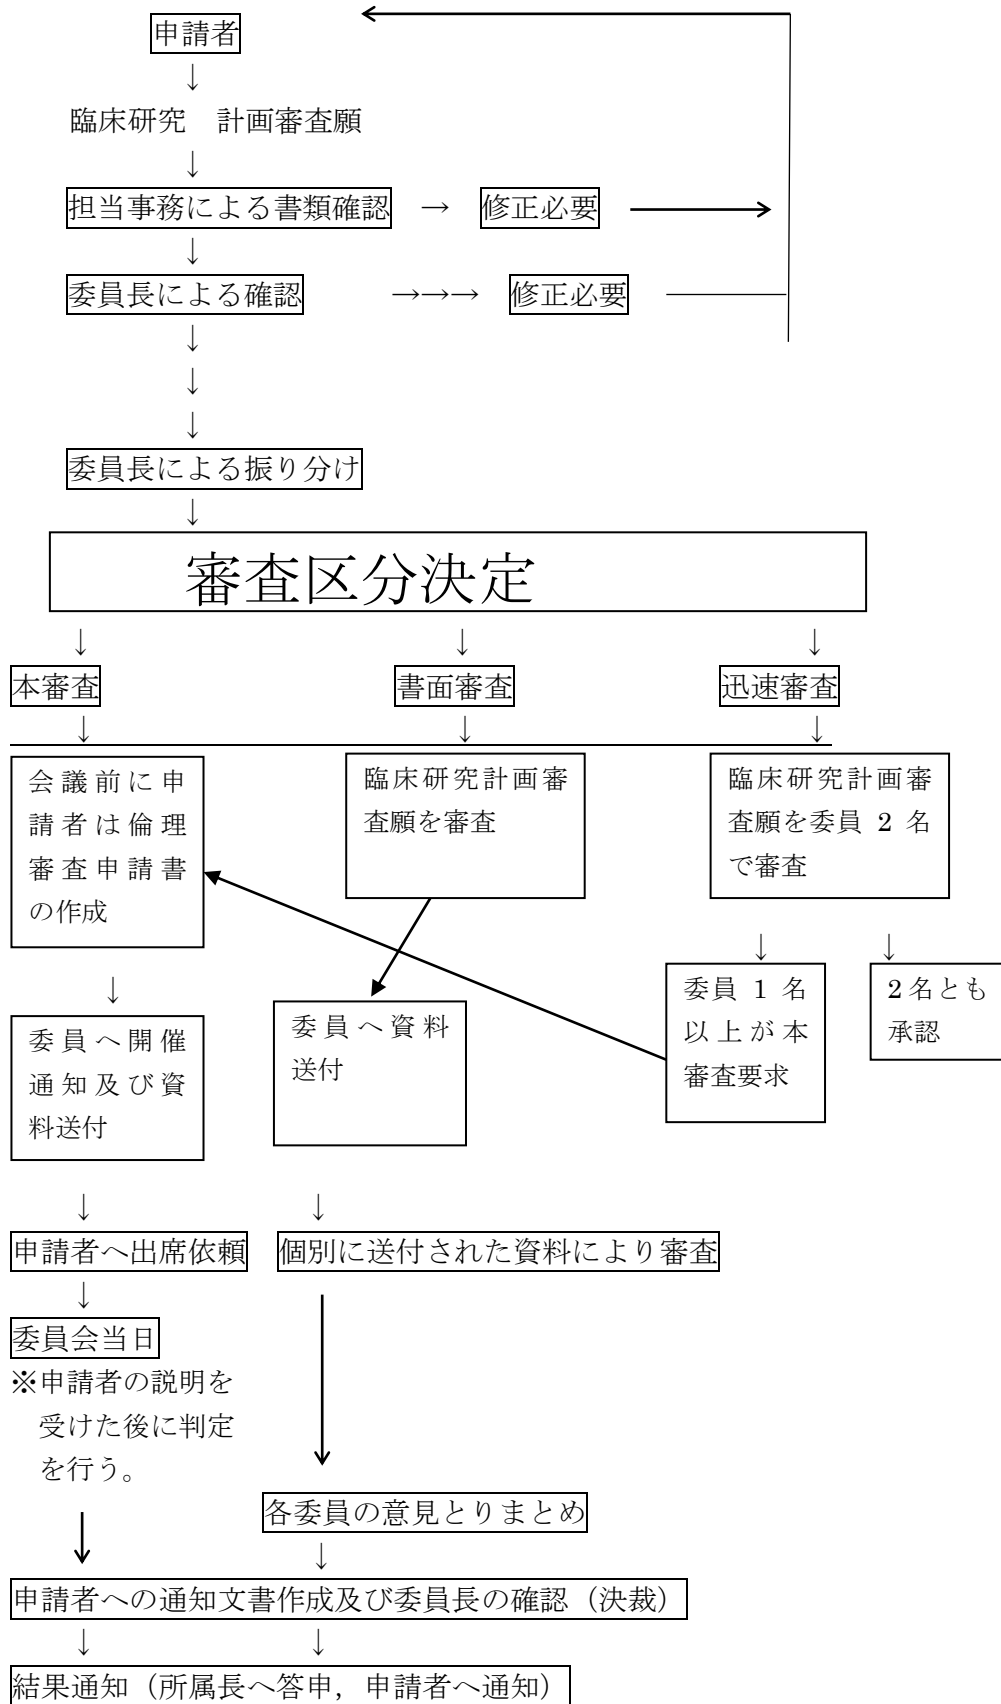 申請者
↓
臨床研究　計画審査願
↓
担当事務による書類確認　→　修正必要
↓
委員長による確認　→→→　修正必要
↓
↓
↓
委員長による振り分け
↓
審査区分決定
↓　↓　↓
本審査　書面審査　迅速審査
↓　↓　↓
会議前に申
請者は倫理
審査申請書
の作成
臨床研究計画審
査願を審査
臨床研究計画審
査願を委員 2 名
で審査
↓　↓
↓
委員へ開催
通知及び資
料送付
委員へ資料
送付
委員 1 名
以上が本
審査要求
2名とも
承認
↓　↓
申請者へ出席依頼　個別に送付された資料により審査
↓
委員会当日
※申請者の説明を
受けた後に判定
を行う。
各委員の意見とりまとめ
↓
申請者への通知文書作成及び委員長の確認（決裁）
↓　↓
結果通知（所属長へ答申，申請者へ通知）